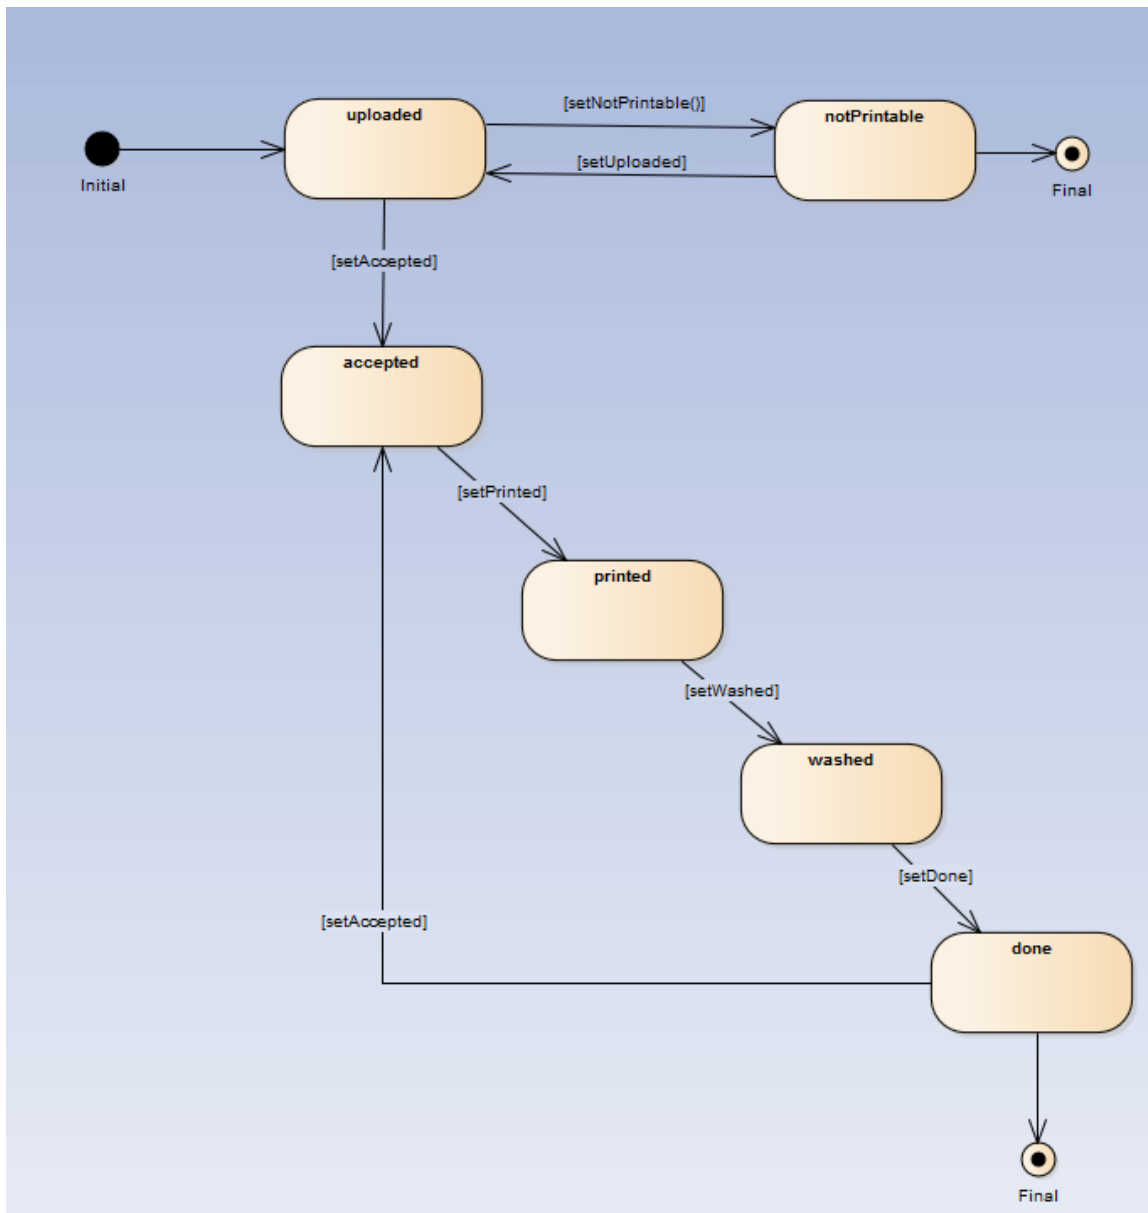 [setNotPrintable()]
uploaded
notPrintable
[setUploaded]
Initial
Final
[setAccepted]
accepted
[setPrinted]
printed
[setWashed]
washed
[setDone]
[setAccepted]
done
Final